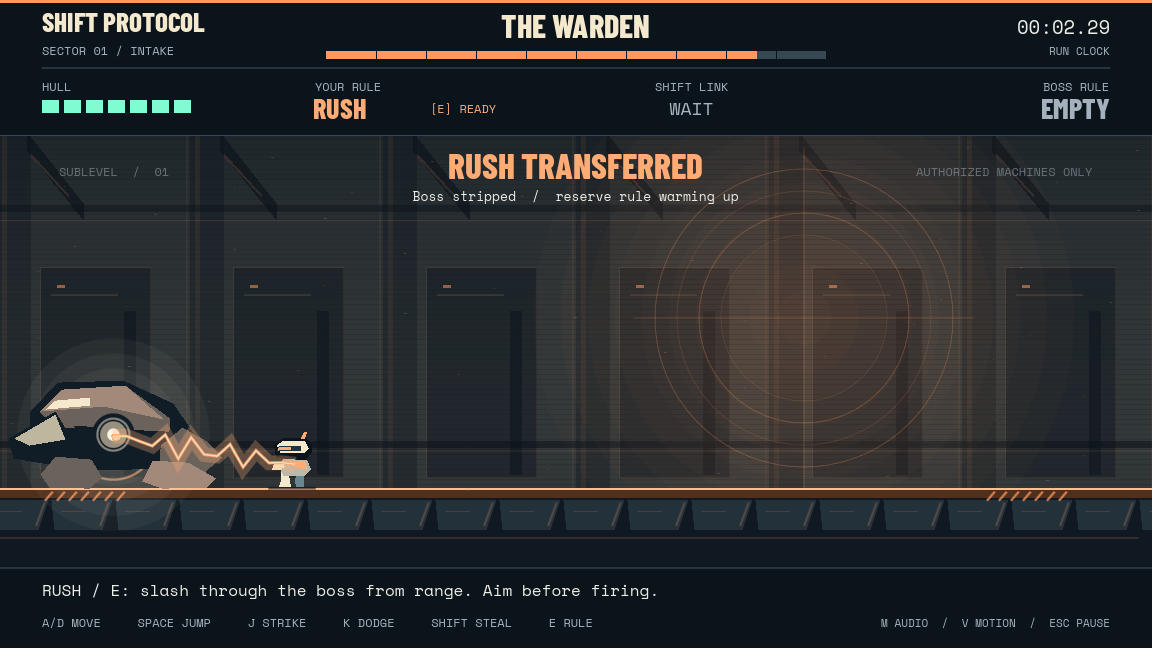 SHIFT PROTOCOL
THE WARDEN
00:02.29
SECTOR 01 / INTAKE
RUN CLOCK
HULL
YOUR RULE
SHIFT LINK
BOSS RULE
RUSH
[E] READY
WAIT
EMPTY
SUBLEVEL / 01
RUSH TRANSFERRED
AUTHORIZED MACHINES ONLY
Boss stripped / reserve rule warming up
RUSH / E: slash through the boss from range. Aim before firing.
A/D MOVE
SPACE JUMP
J STRIKE
K DODGE
SHIFT STEAL
E RULE
M AUDIO / V MOTION / ESC PAUSE